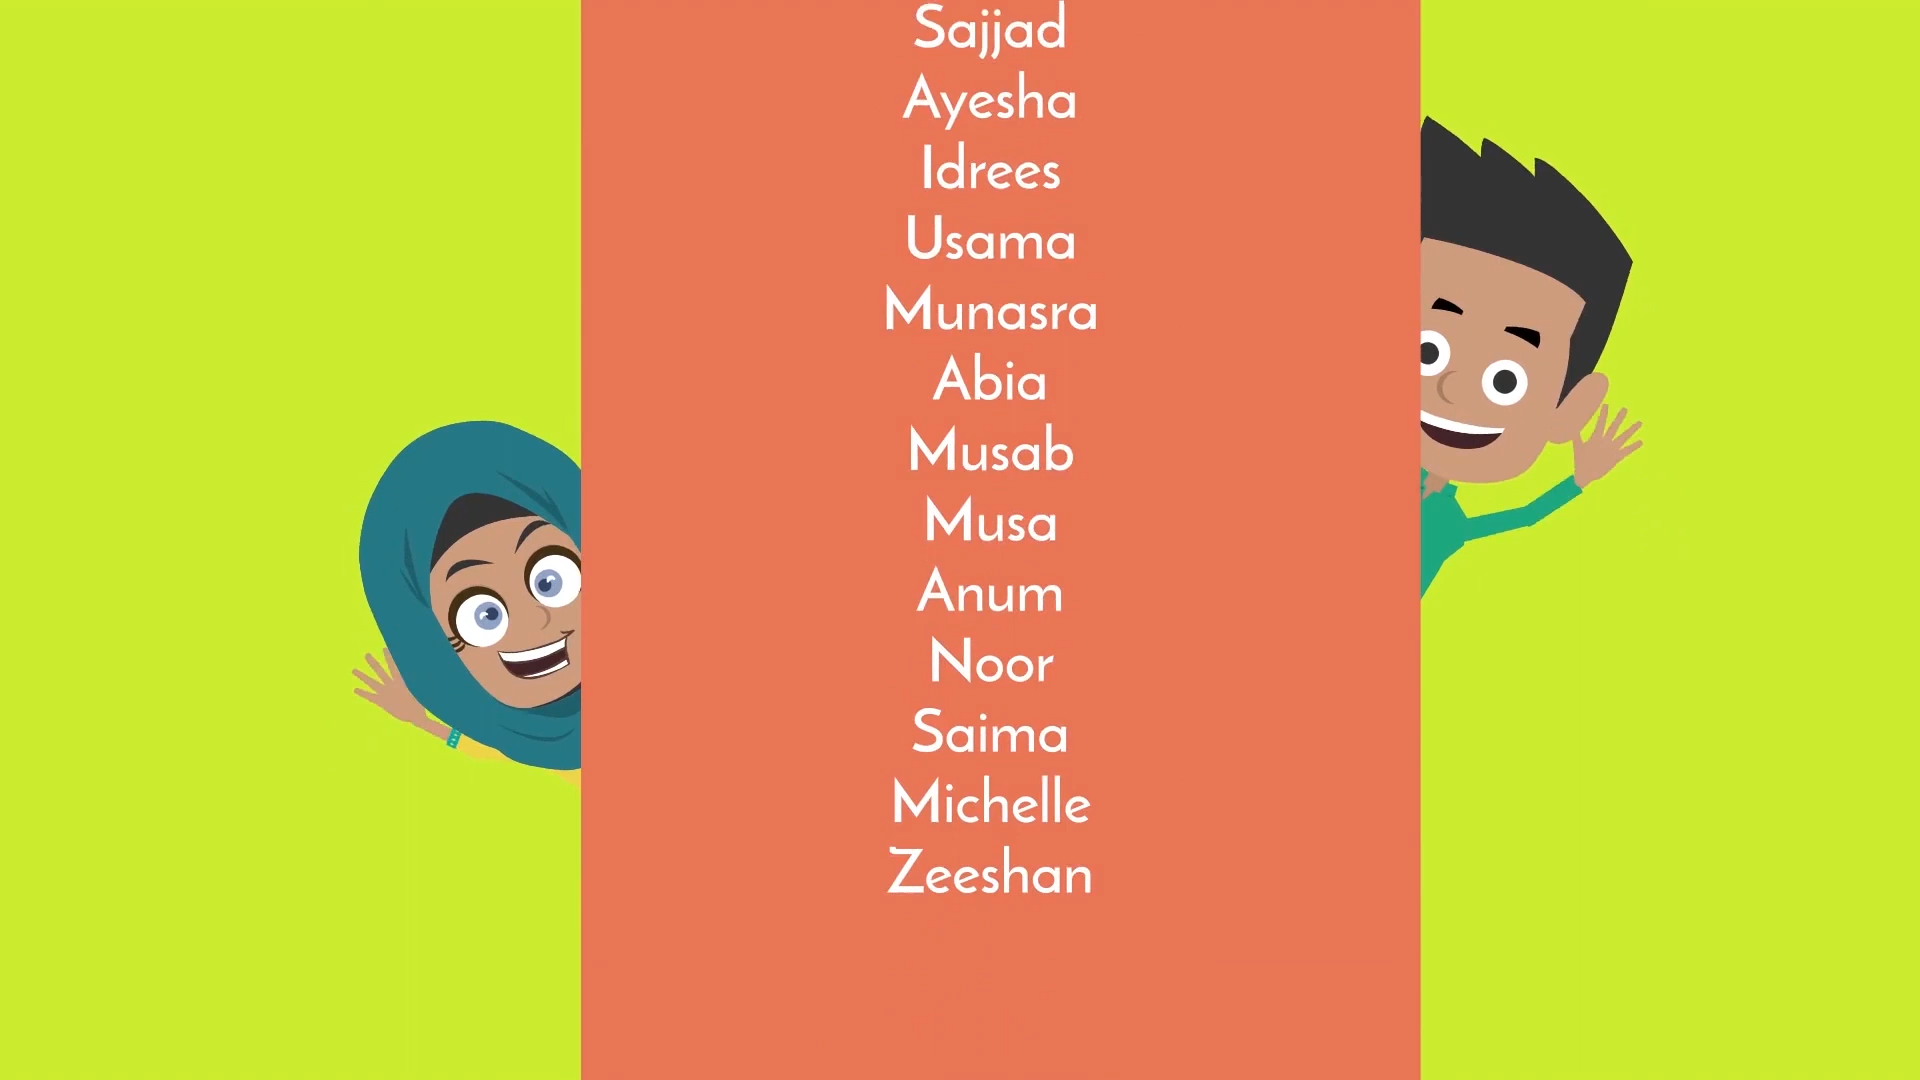 Sajjad
Ayesha
Idrees
Usama
Munasra
Abia
Musab
Musa
Anum
Noor
Saima
Michelle
Zeeshan